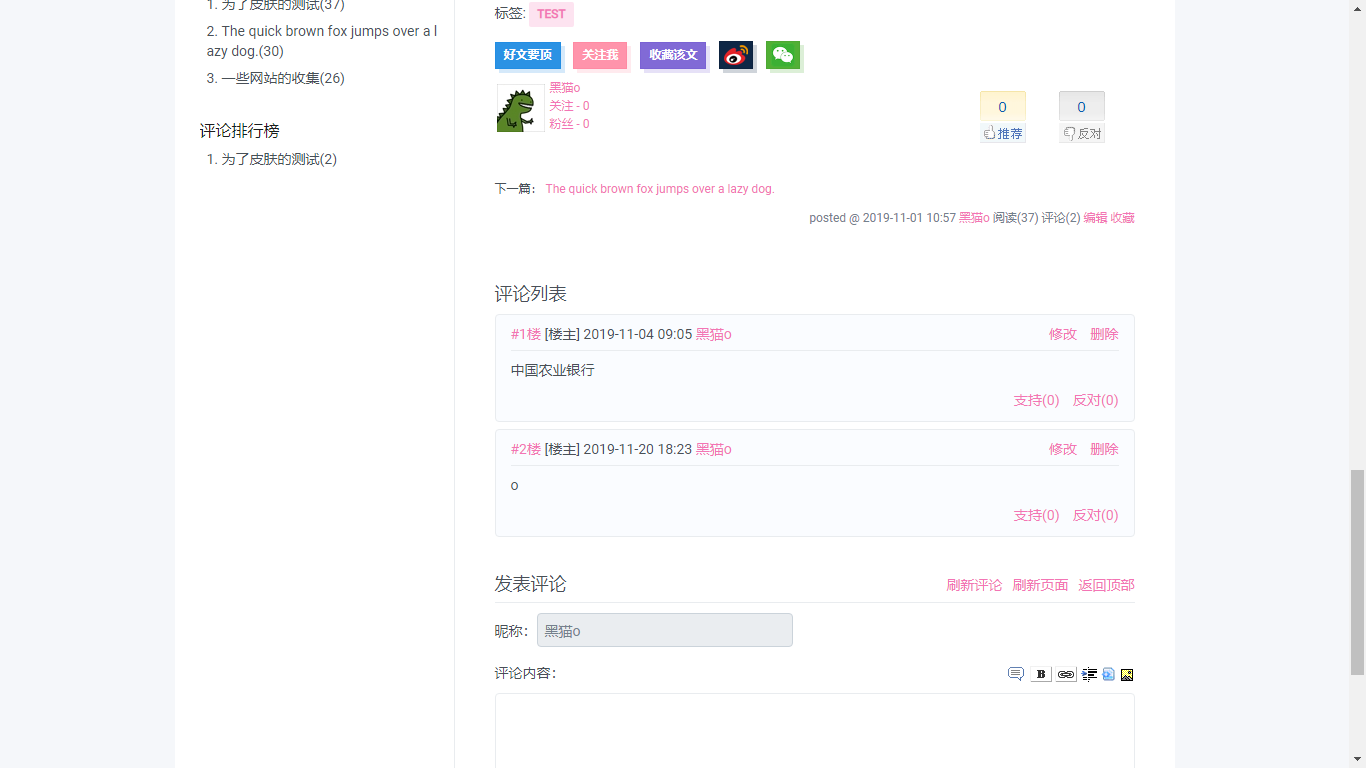 1. 为了皮肤的测试(37)
2. The quick brown fox jumps over a l
azy dog.(30)
3. 一些网站的收集(26)
评论排行榜
1. 为了皮肤的测试(2)
标签: TEST
好文要顶 关注我 收藏该文
黑猫o
关注 - 0
粉丝 - 0
0 0
推荐 反对
下一篇： The quick brown fox jumps over a lazy dog.
posted @ 2019-11-01 10:57 黑猫o 阅读(37) 评论(2) 编辑 收藏
评论列表
#1楼 [楼主] 2019-11-04 09:05 黑猫o 修改 删除
中国农业银行
支持(0) 反对(0)
#2楼 [楼主] 2019-11-20 18:23 黑猫o 修改 删除
o
支持(0) 反对(0)
发表评论 刷新评论 刷新页面 返回顶部
昵称： 黑猫o
评论内容： B